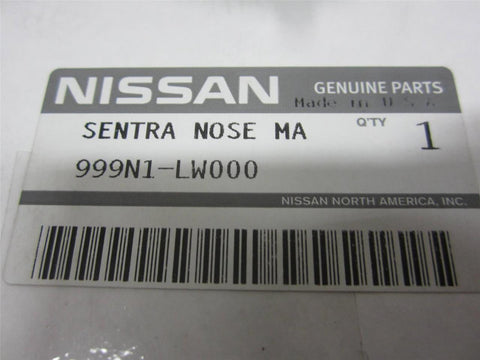 NISSAN GENUINE PARTS
Made in U.S.A
SENTRA NOSE MA Q'TY 1
999N1-LW000
NISSAN NORTH AMERICA, INC.